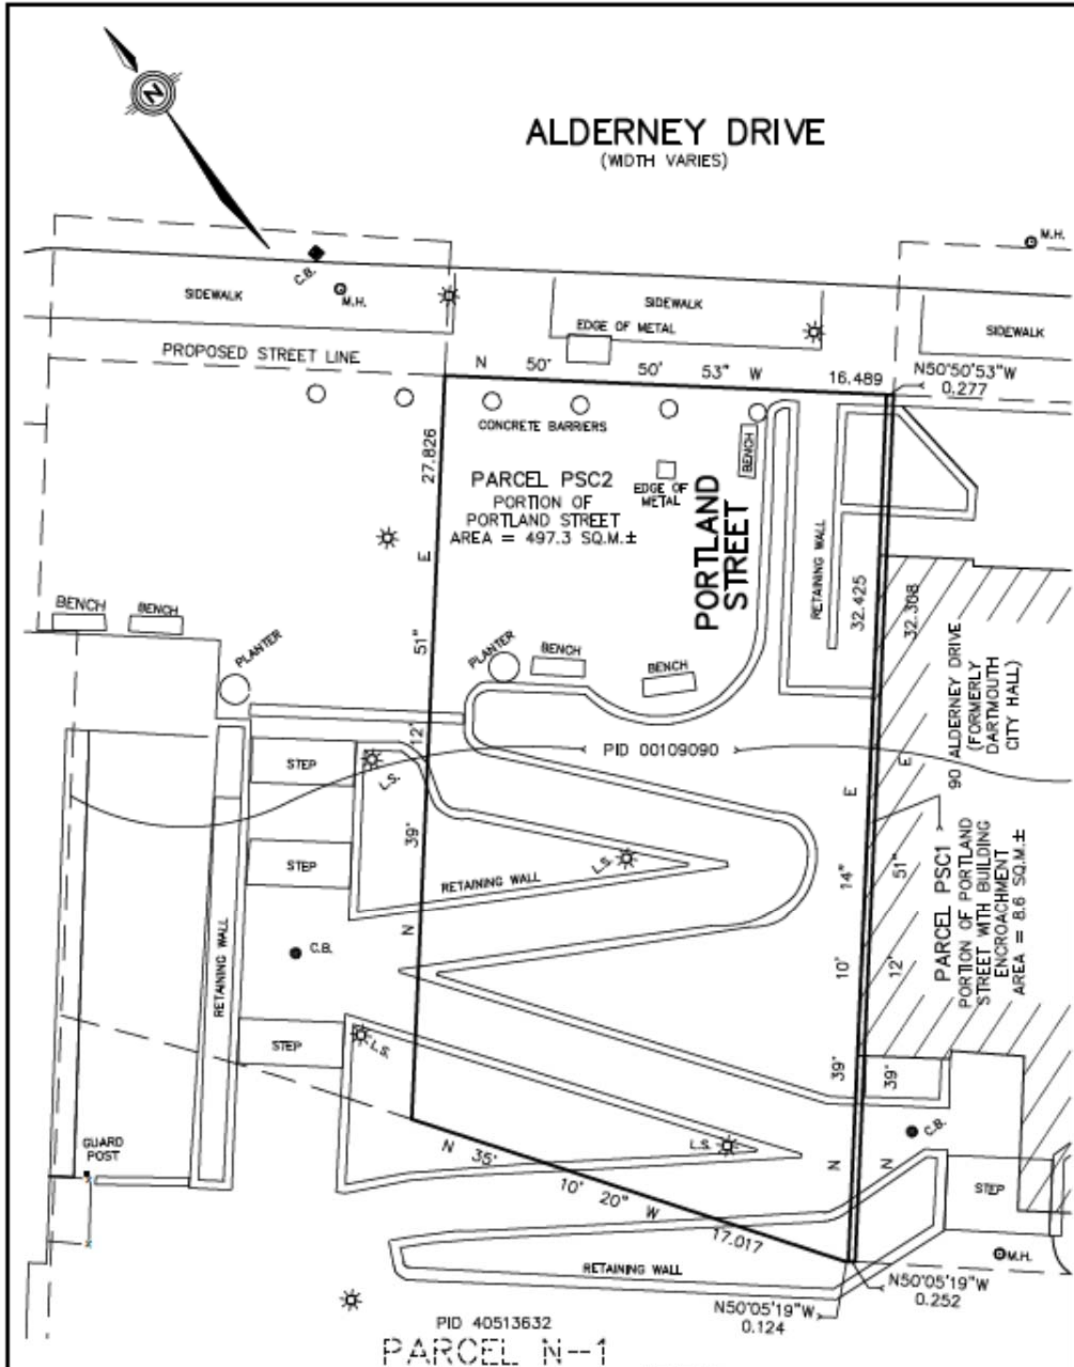 N
ALDERNEY DRIVE
(WIDTH VARIES)
M.H.
C.B.
M.H.
SIDEWALK
SIDEWALK
SIDEWALK
EDGE OF METAL
PROPOSED STREET LINE
N 50° 50' 53" W 16.489
N50°50'53"W
0.277
CONCRETE BARRIERS
BENCH
PARCEL PSC2
PORTION OF
PORTLAND STREET
AREA = 497.3 SQ.M.±
EDGE OF
METAL
PORTLAND
STREET
RETAINING WALL
N 39° 12' 51" E 27.826
N 39° 10' 14" E 32.425
N 39° 12' 51" E 32.308
BENCH
BENCH
PLANTER
PLANTER
BENCH
BENCH
90 ALDERNEY DRIVE
(FORMERLY
DARTMOUTH
CITY HALL)
PID 00109090
STEP
L.S.
STEP
L.S.
RETAINING WALL
PARCEL PSC1
PORTION OF PORTLAND
STREET WITH BUILDING
ENCROACHMENT
AREA = 8.6 SQ.M.±
RETAINING WALL
C.B.
STEP
L.S.
L.S.
C.B.
GUARD
POST
N 35° 10' 20" W 17.017
STEP
RETAINING WALL
M.H.
N50°05'19"W
0.252
N50°05'19"W
0.124
PID 40513632
PARCEL N--1